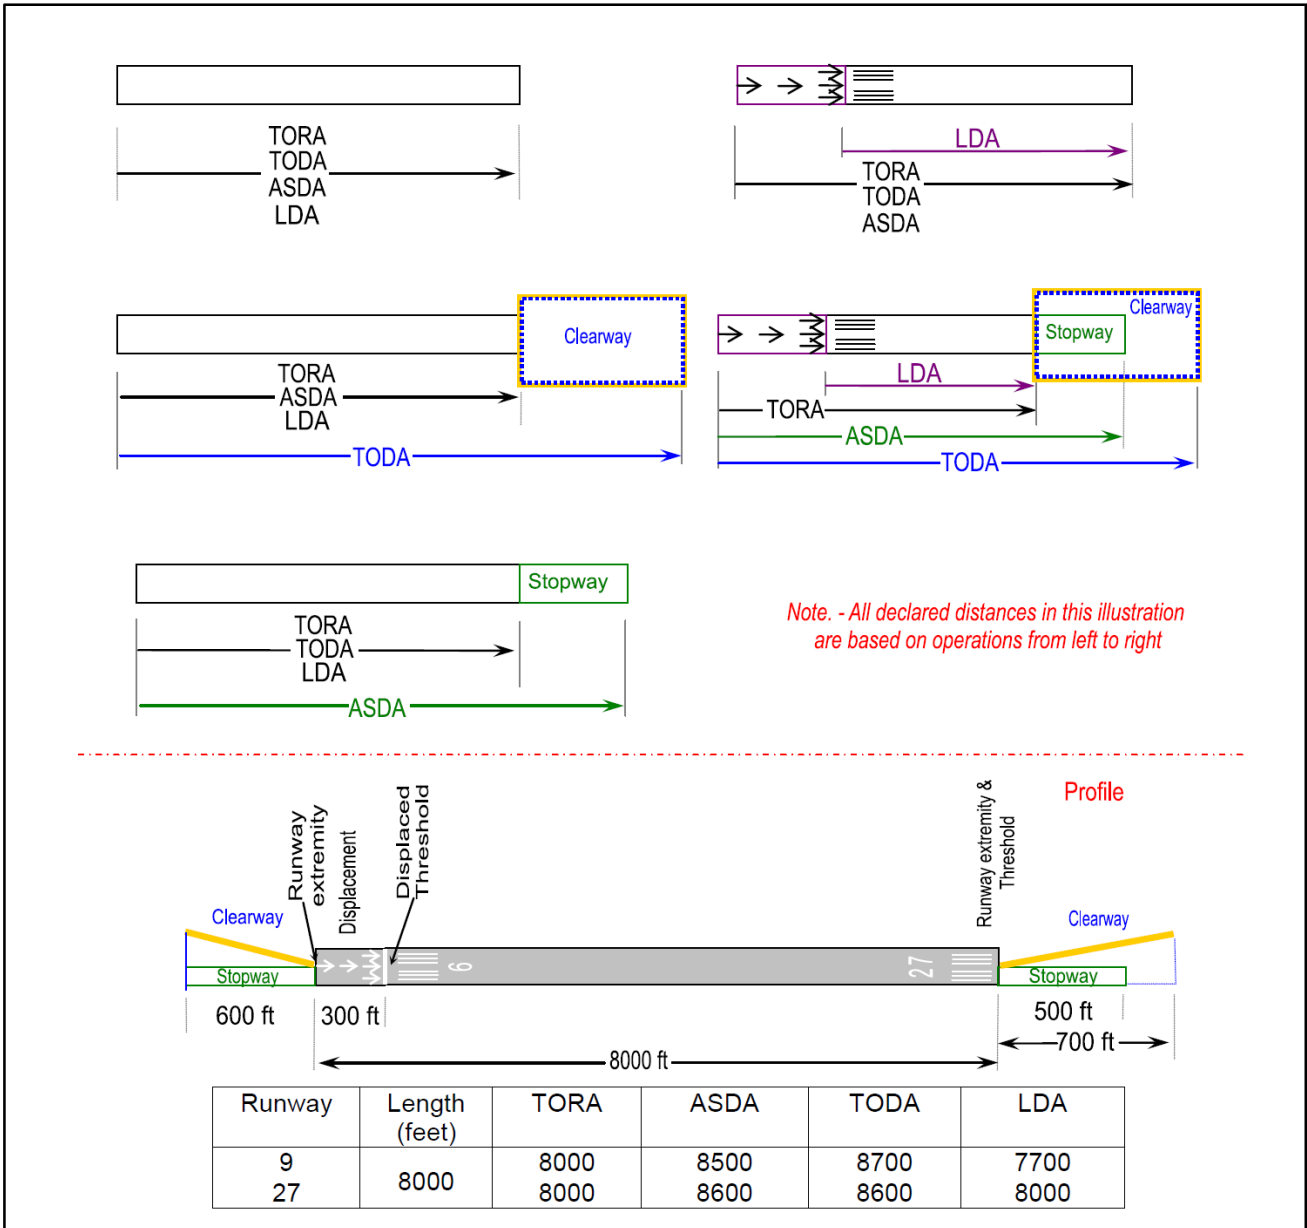 TORA
TODA
ASDA
LDA
LDA
TORA
TODA
ASDA
Clearway
TORA
ASDA
LDA
TODA
Clearway
Stopway
LDA
TORA
ASDA
TODA
Stopway
TORA
TODA
LDA
ASDA
Note. - All declared distances in this illustration
are based on operations from left to right
Profile
Runway
extremity
Displacement
Displaced
Threshold
Runway extremity &
Threshold
Clearway
Clearway
Stopway
9
27
Stopway
600 ft
300 ft
500 ft
700 ft
8000 ft
Runway Length (feet) TORA ASDA TODA LDA
9 8000 8000 8500 8700 7700
27 8000 8600 8600 8000